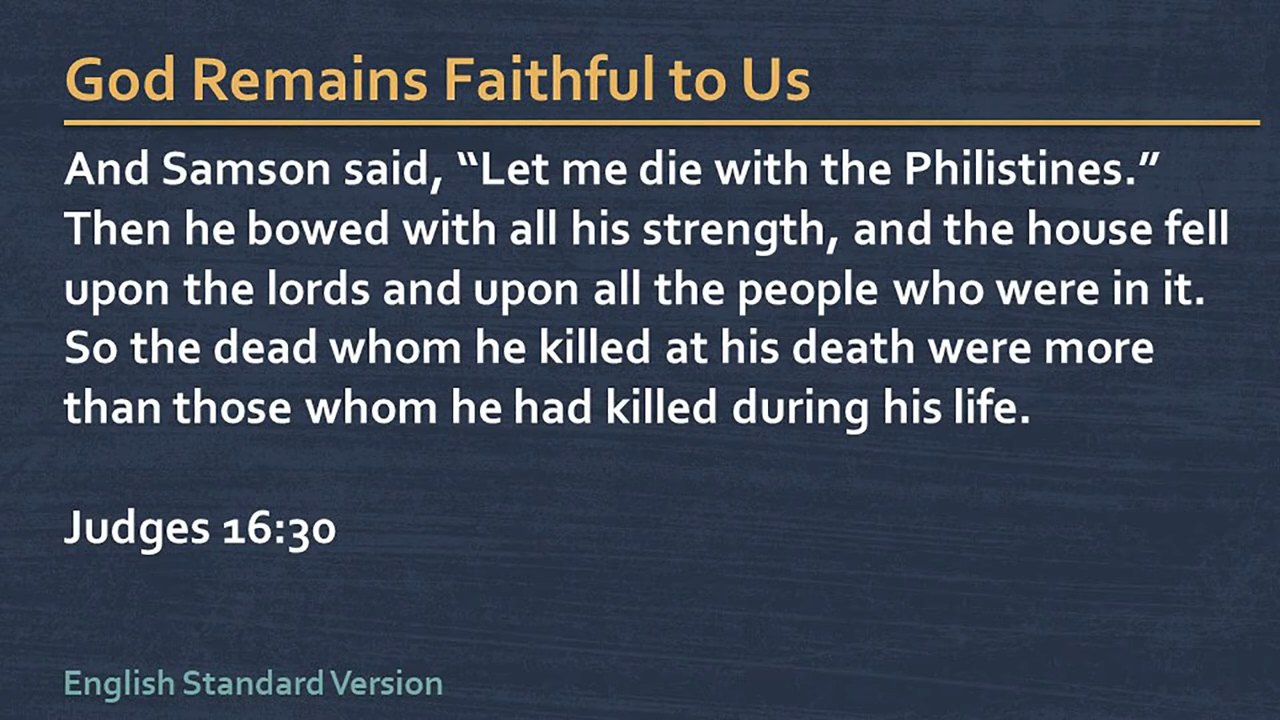 God Remains Faithful to Us
And Samson said, “Let me die with the Philistines.”
Then he bowed with all his strength, and the house fell
upon the lords and upon all the people who were in it.
So the dead whom he killed at his death were more
than those whom he had killed during his life.
Judges 16:30
English Standard Version